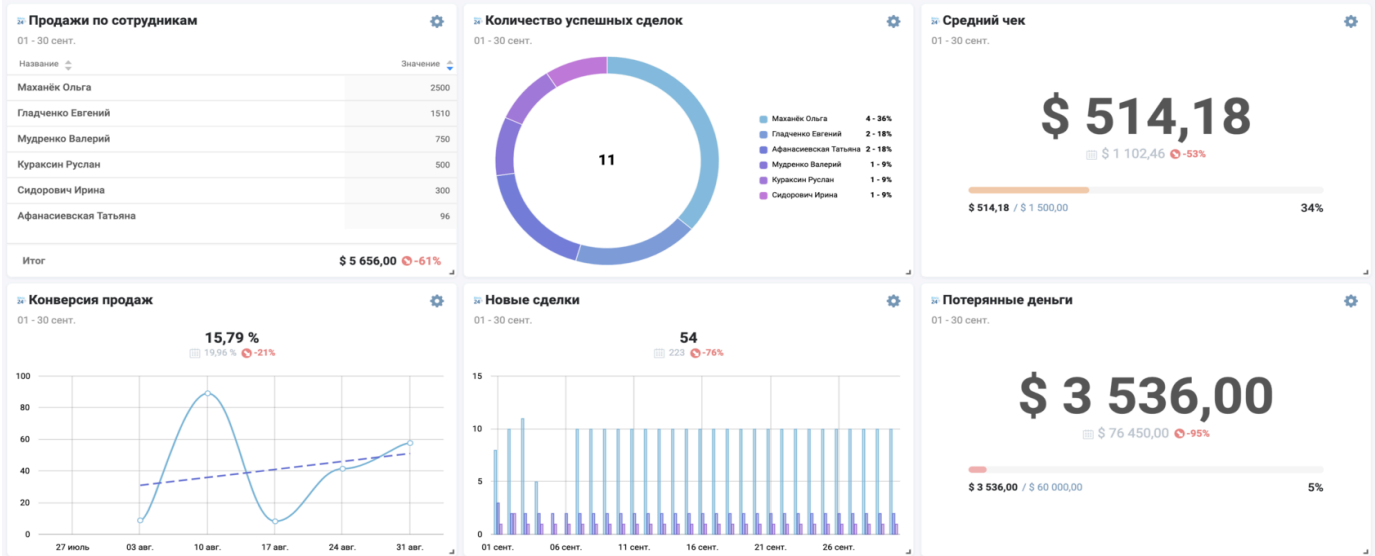 Продажи по сотрудникам
01 - 30 сент.
Название Значение
Маханёк Ольга 2500
Гладченко Евгений 1510
Мудренко Валерий 750
Кураксин Руслан 500
Сидорович Ирина 300
Афанасиевская Татьяна 96
Итог $ 5 656,00 -61%
Количество успешных сделок
01 - 30 сент.
11
Маханёк Ольга 4 - 36%
Гладченко Евгений 2 - 18%
Афанасиевская Татьяна 2 - 18%
Мудренко Валерий 1 - 9%
Кураксин Руслан 1 - 9%
Сидорович Ирина 1 - 9%
Средний чек
01 - 30 сент.
$ 514,18
$ 1 102,46 -53%
$ 514,18 / $ 1 500,00 34%
Конверсия продаж
01 - 30 сент.
15,79 %
19,96 % -21%
100
80
60
40
20
0
27 июль 03 авг. 10 авг. 17 авг. 24 авг. 31 авг.
Новые сделки
01 - 30 сент.
54
223 -76%
15
10
5
0
01 сент. 06 сент. 11 сент. 16 сент. 21 сент. 26 сент.
Потерянные деньги
01 - 30 сент.
$ 3 536,00
$ 76 450,00 -95%
$ 3 536,00 / $ 60 000,00 5%